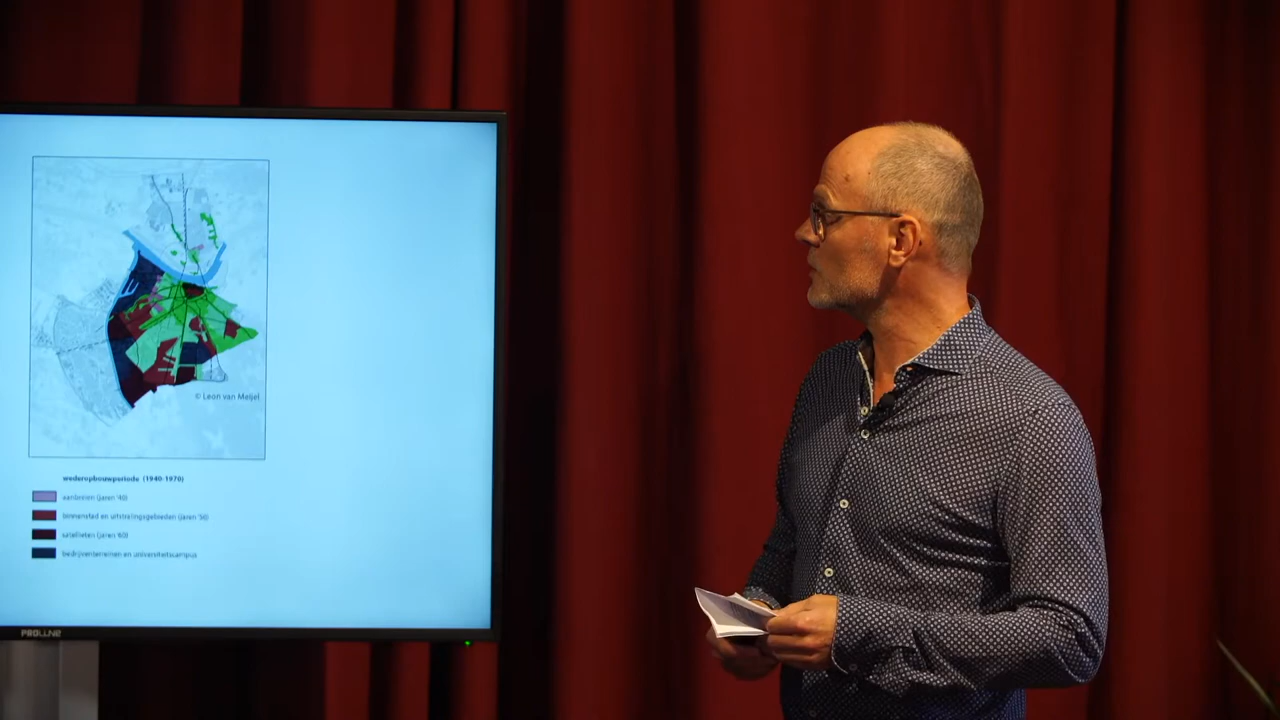 © Leon van Meijel
wederopbouwperiode (1940-1970)
aanbreien (jaren '40)
binnenstad en uitstralingsgebieden (jaren '50)
satellieten (jaren '60)
bedrijventerreinen en universiteitscampus
PROLINE